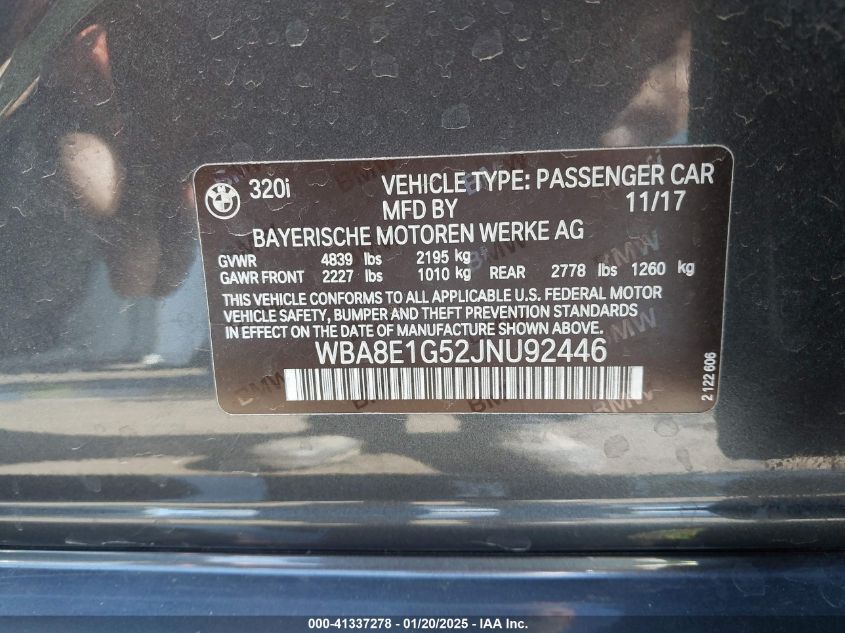 320i VEHICLE TYPE: PASSENGER CAR
MFD BY 11/17
BAYERISCHE MOTOREN WERKE AG
GVWR 4839 lbs 2195 kg
GAWR FRONT 2227 lbs 1010 kg REAR 2778 lbs 1260 kg
THIS VEHICLE CONFORMS TO ALL APPLICABLE U.S. FEDERAL MOTOR
VEHICLE SAFETY, BUMPER AND THEFT PREVENTION STANDARDS
IN EFFECT ON THE DATE OF MANUFACTURE SHOWN ABOVE.
WBA8E1G52JNU92446
2 122 606
000-41337278 - 01/20/2025 - IAA Inc.